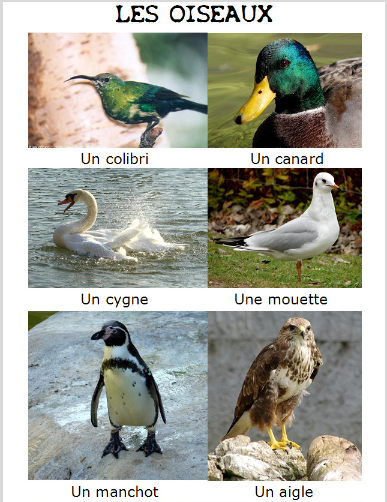 LES OISEAUX
Un colibri
Un canard
Un cygne
Une mouette
Un manchot
Un aigle